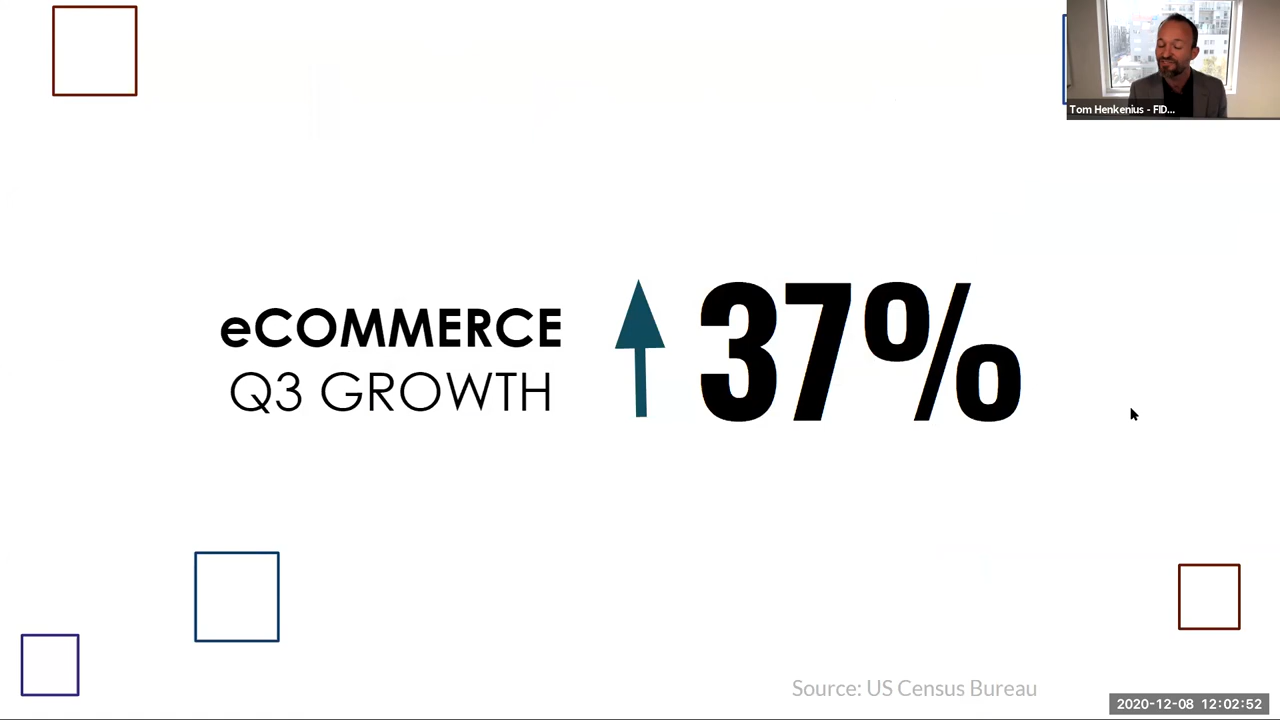 Tom Henkenius - FID...
eCOMMERCE
Q3 GROWTH
37%
Source: US Census Bureau
2020-12-08 12:02:52